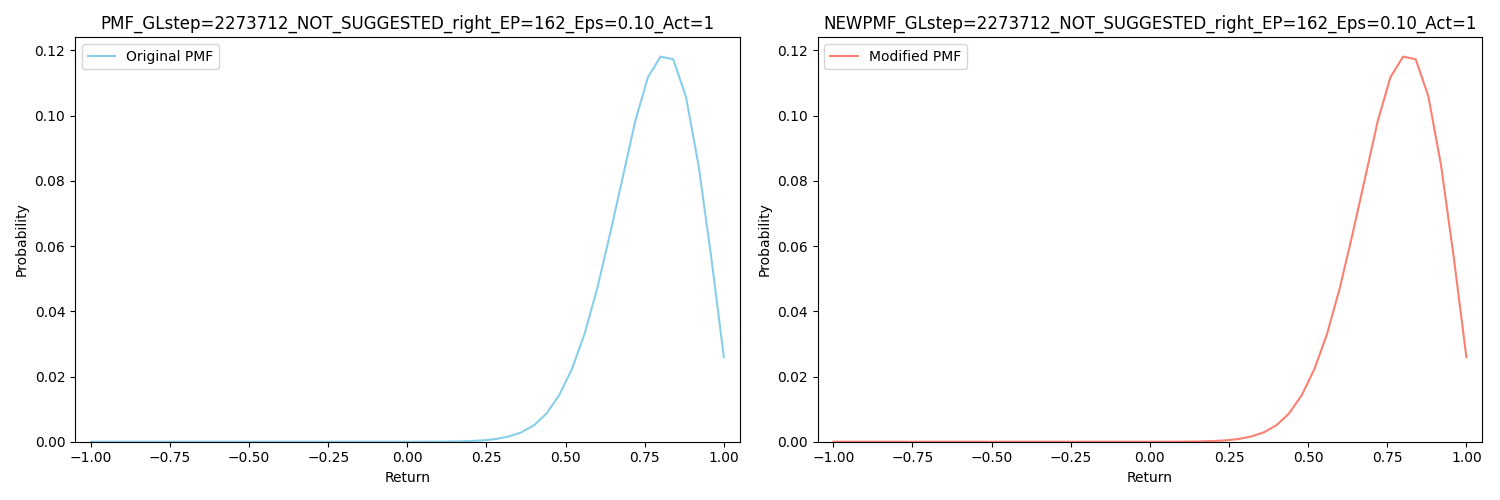 PMF_GLstep=2273712_NOT_SUGGESTED_right_EP=162_Eps=0.10_Act=1
Original PMF
0.12
0.10
0.08
0.06
0.04
0.02
0.00
Probability
−1.00 −0.75 −0.50 −0.25 0.00 0.25 0.50 0.75 1.00
Return
NEWPMF_GLstep=2273712_NOT_SUGGESTED_right_EP=162_Eps=0.10_Act=1
Modified PMF
0.12
0.10
0.08
0.06
0.04
0.02
0.00
Probability
−1.00 −0.75 −0.50 −0.25 0.00 0.25 0.50 0.75 1.00
Return